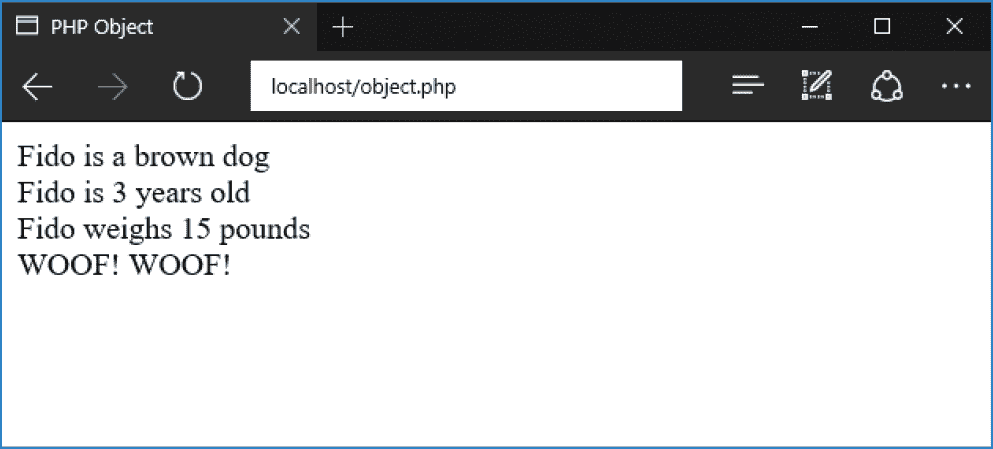 PHP Object
localhost/object.php
Fido is a brown dog
Fido is 3 years old
Fido weighs 15 pounds
WOOF! WOOF!